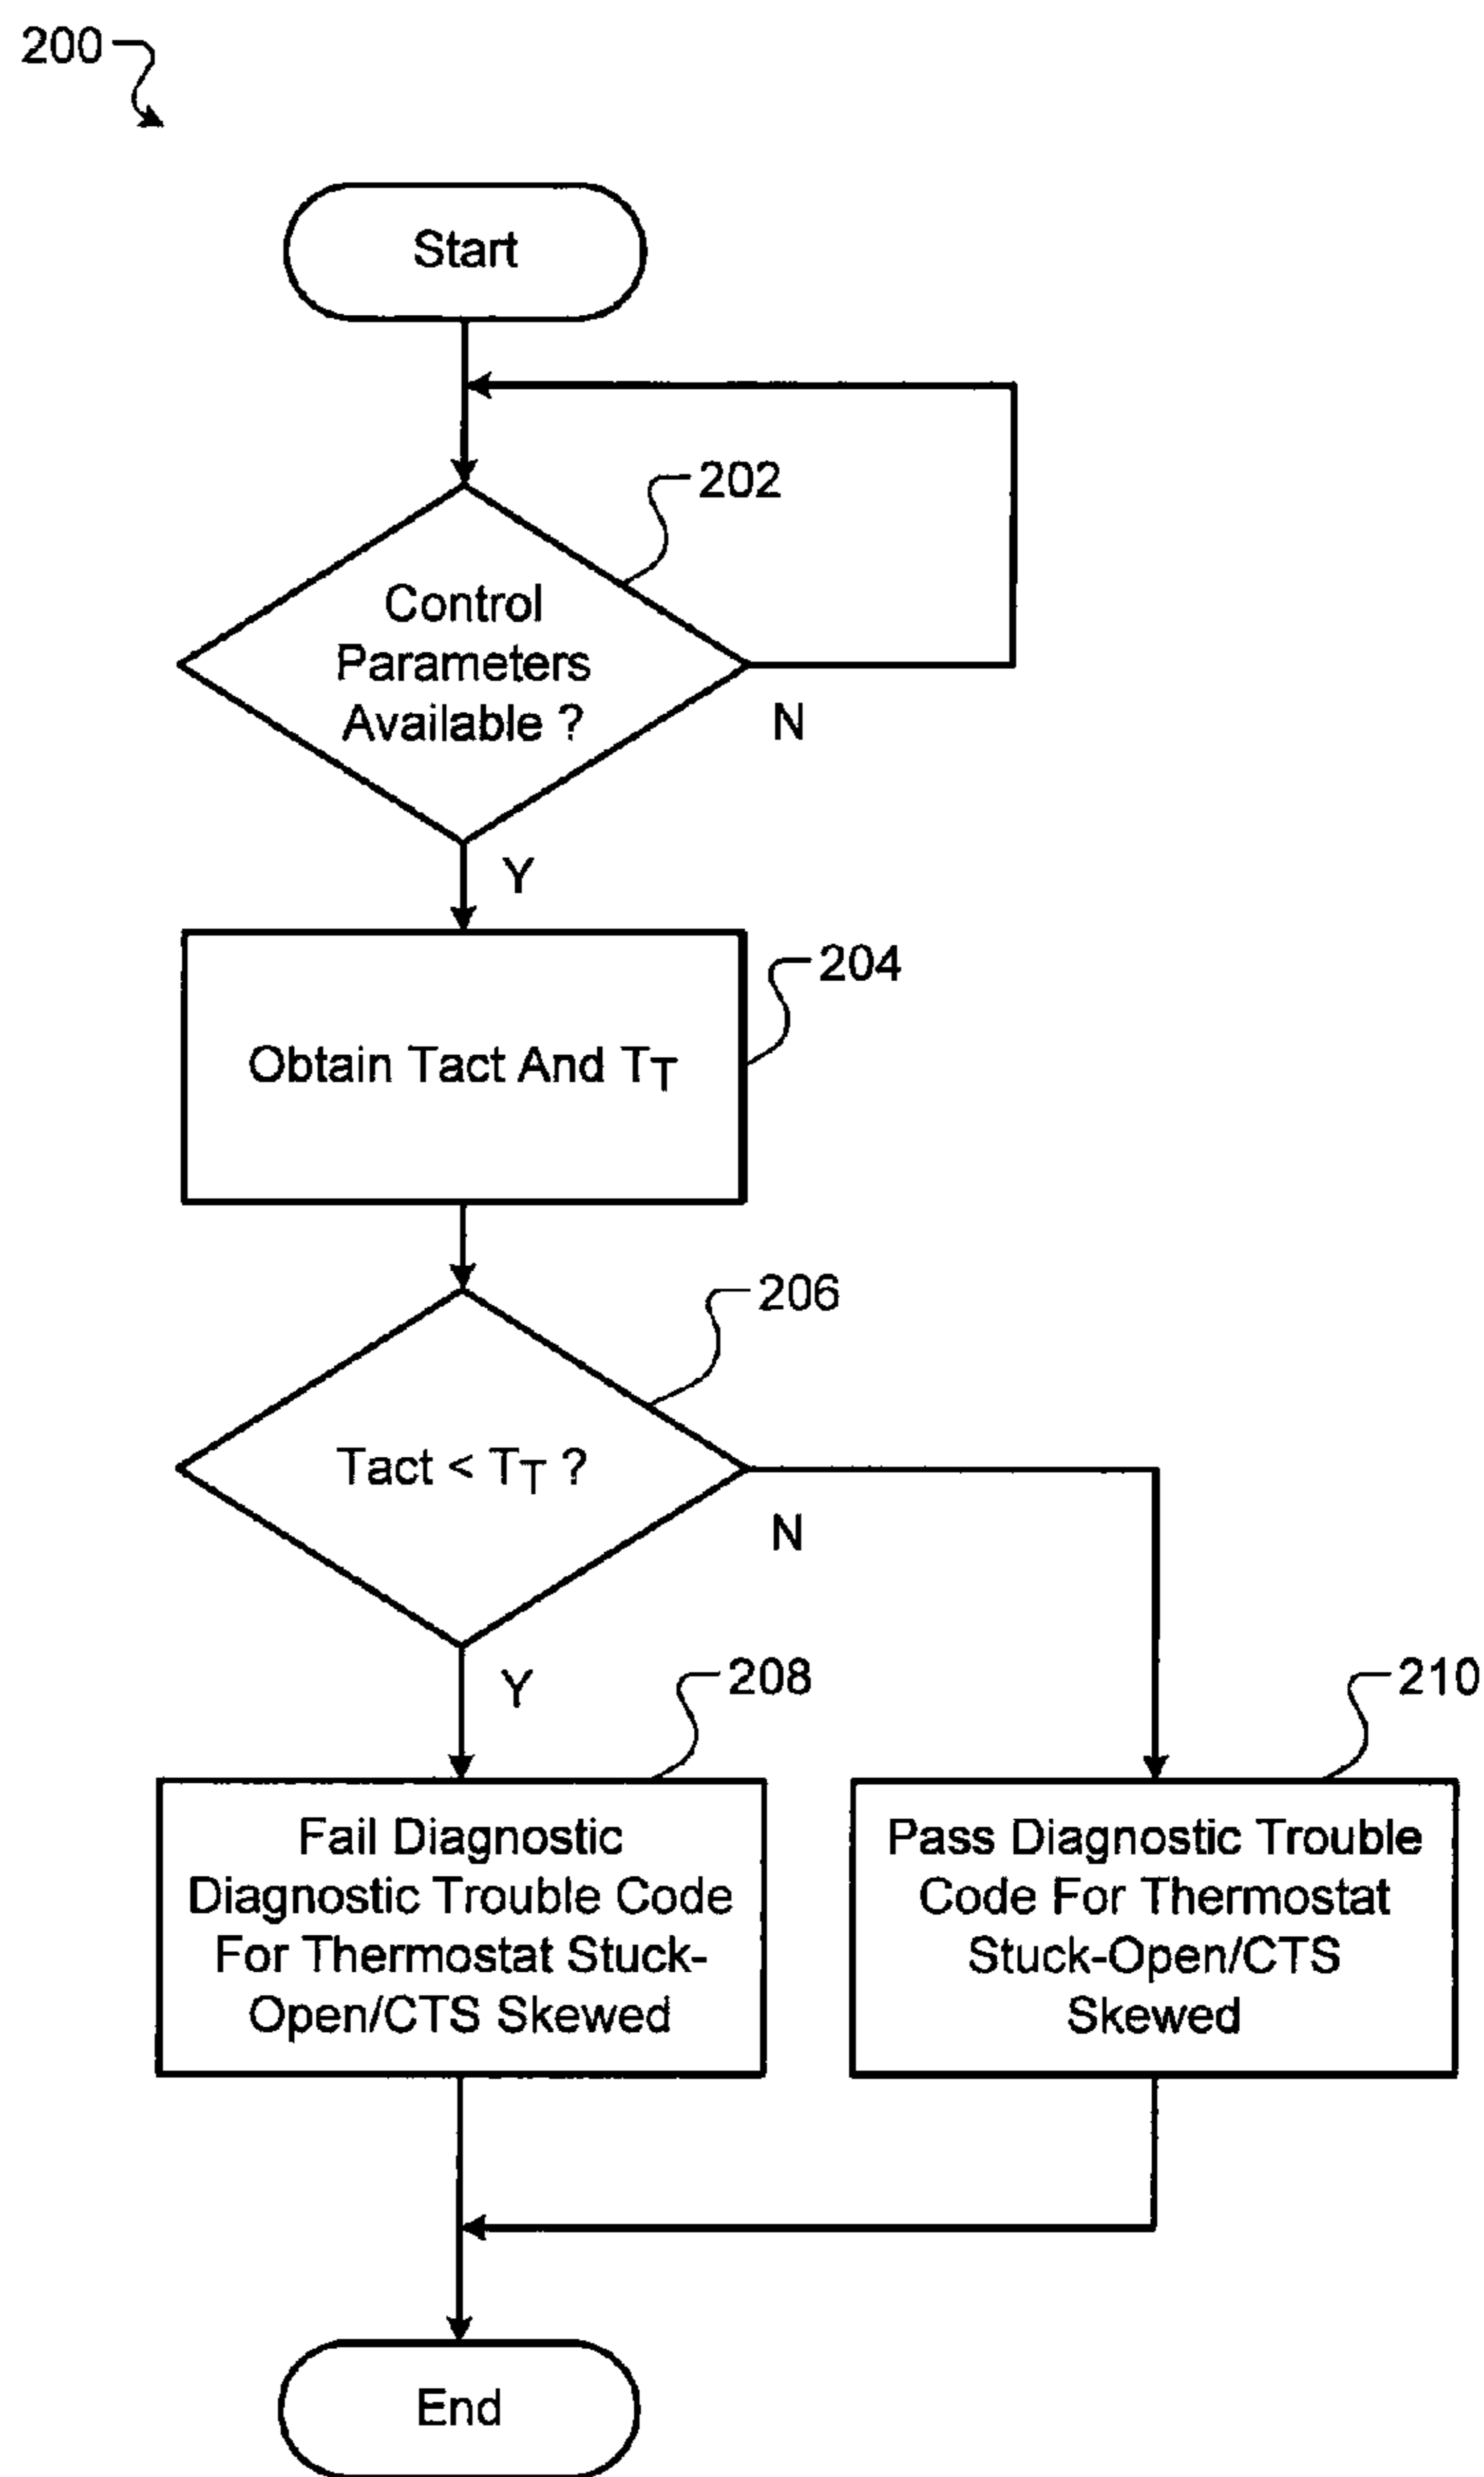 200
Start
202
Control
Parameters
Available ?
N
Y
204
Obtain Tact And TT
206
Tact < TT ?
N
Y
208
210
Fail Diagnostic
Diagnostic Trouble Code
For Thermostat Stuck-
Open/CTS Skewed
Pass Diagnostic Trouble
Code For Thermostat
Stuck-Open/CTS
Skewed
End